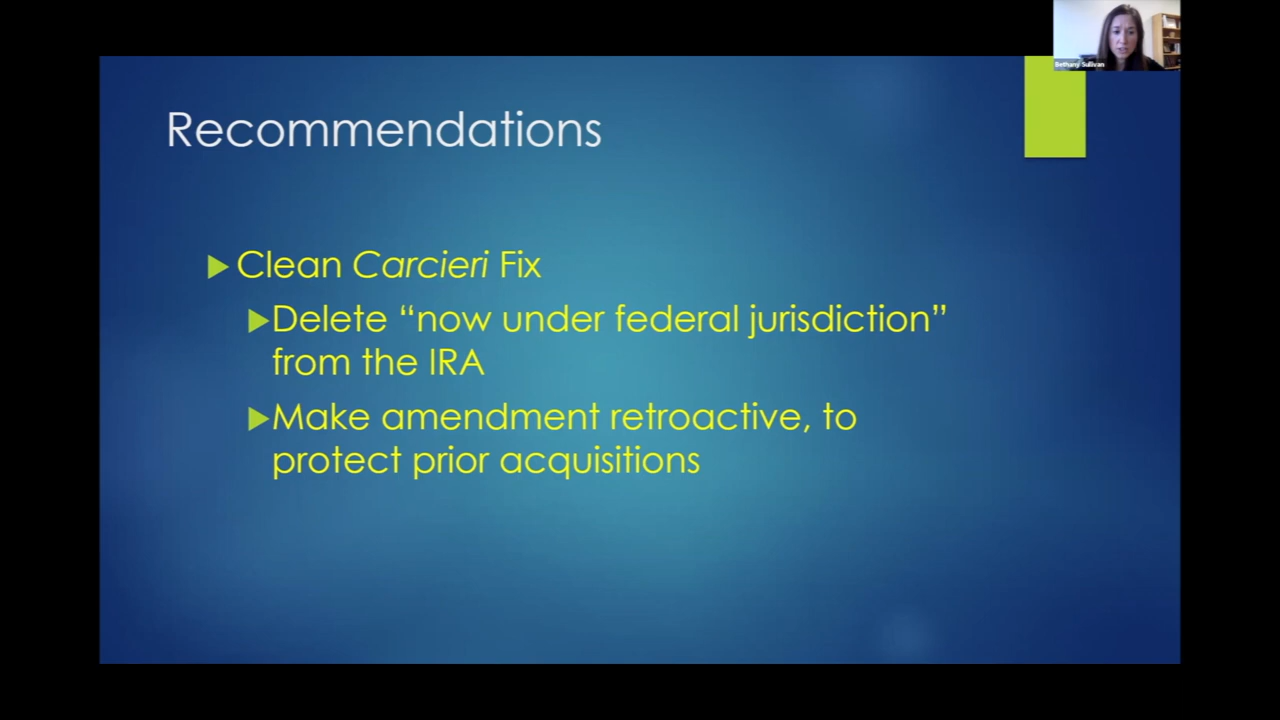 Bethany Sullivan
Recommendations
Clean Carcieri Fix
Delete “now under federal jurisdiction”
from the IRA
Make amendment retroactive, to
protect prior acquisitions